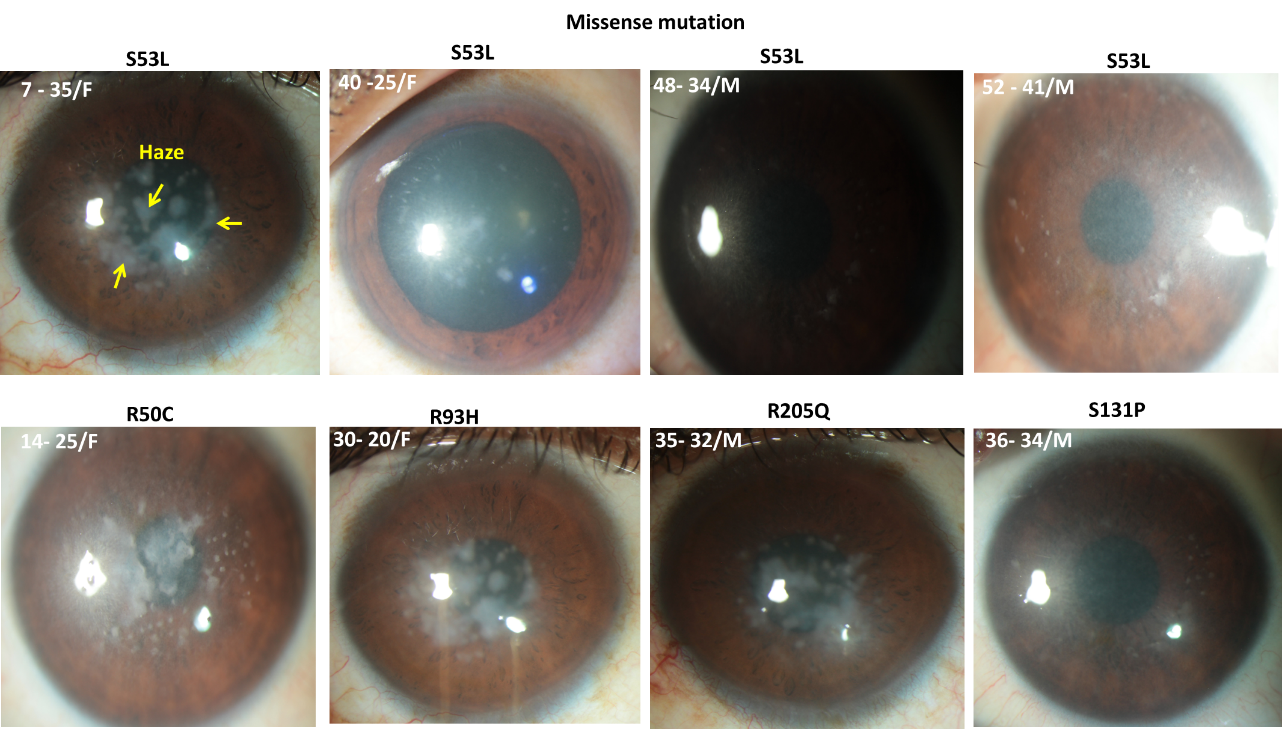 Missense mutation
S53L
S53L
S53L
S53L
7 - 35/F
40 -25/F
48- 34/M
52 - 41/M
Haze
R50C
R93H
R205Q
S131P
14- 25/F
30- 20/F
35- 32/M
36- 34/M